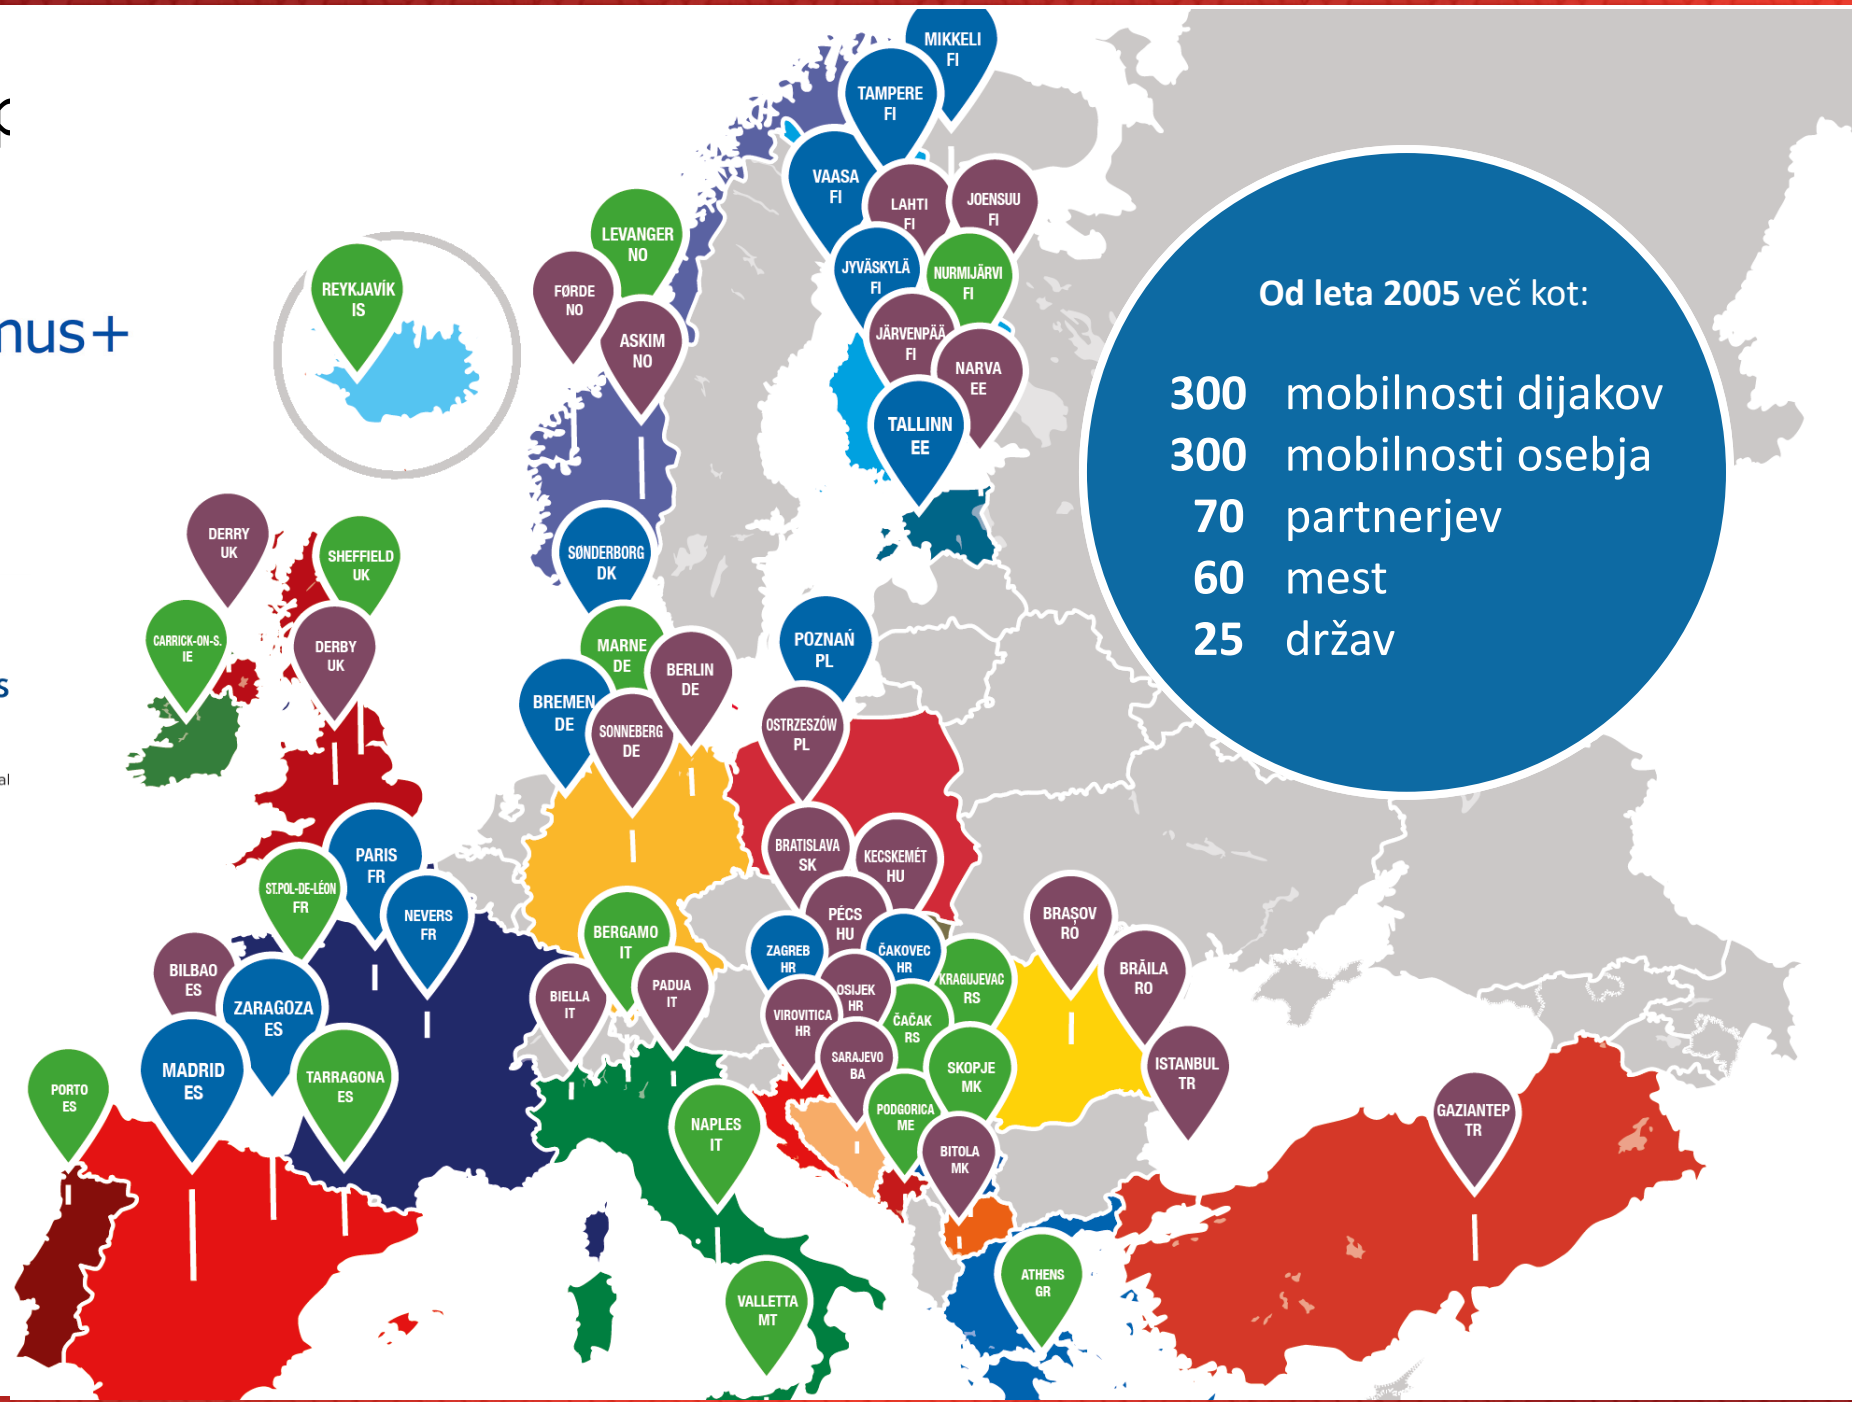 MIKKELI
FI
TAMPERE
FI
VAASA
FI
LAHTI
FI
JOENSUU
FI
LEVANGER
NO
JYVÄSKYLÄ
FI
NURMIJÄRVI
FI
REYKJAVÍK
IS
FØRDE
NO
ASKIM
NO
JÄRVENPÄÄ
FI
NARVA
EE
TALLINN
EE
nus+
Od leta 2005 več kot:
300 mobilnosti dijakov
300 mobilnosti osebja
70 partnerjev
60 mest
25 držav
DERRY
UK
SHEFFIELD
UK
SØNDERBORG
DK
CARRICK-ON-S.
IE
DERBY
UK
MARNE
DE
BERLIN
DE
POZNAŃ
PL
s
BREMEN
DE
SONNEBERG
DE
OSTRZESZÓW
PL
al
PARIS
FR
BRATISLAVA
SK
KECSKEMÉT
HU
ST.POL-DE-LÉON
FR
NEVERS
FR
PÉCS
HU
BRAȘOV
RO
BERGAMO
IT
ZAGREB
HR
ČAKOVEC
HR
BILBAO
ES
BIELLA
IT
PADUA
IT
OSIJEK
HR
KRAGUJEVAC
RS
BRĂILA
RO
ZARAGOZA
ES
VIROVITICA
HR
ČAČAK
RS
MADRID
ES
TARRAGONA
ES
SARAJEVO
BA
SKOPJE
MK
ISTANBUL
TR
PORTO
ES
NAPLES
IT
PODGORICA
ME
GAZIANTEP
TR
BITOLA
MK
VALLETTA
MT
ATHENS
GR